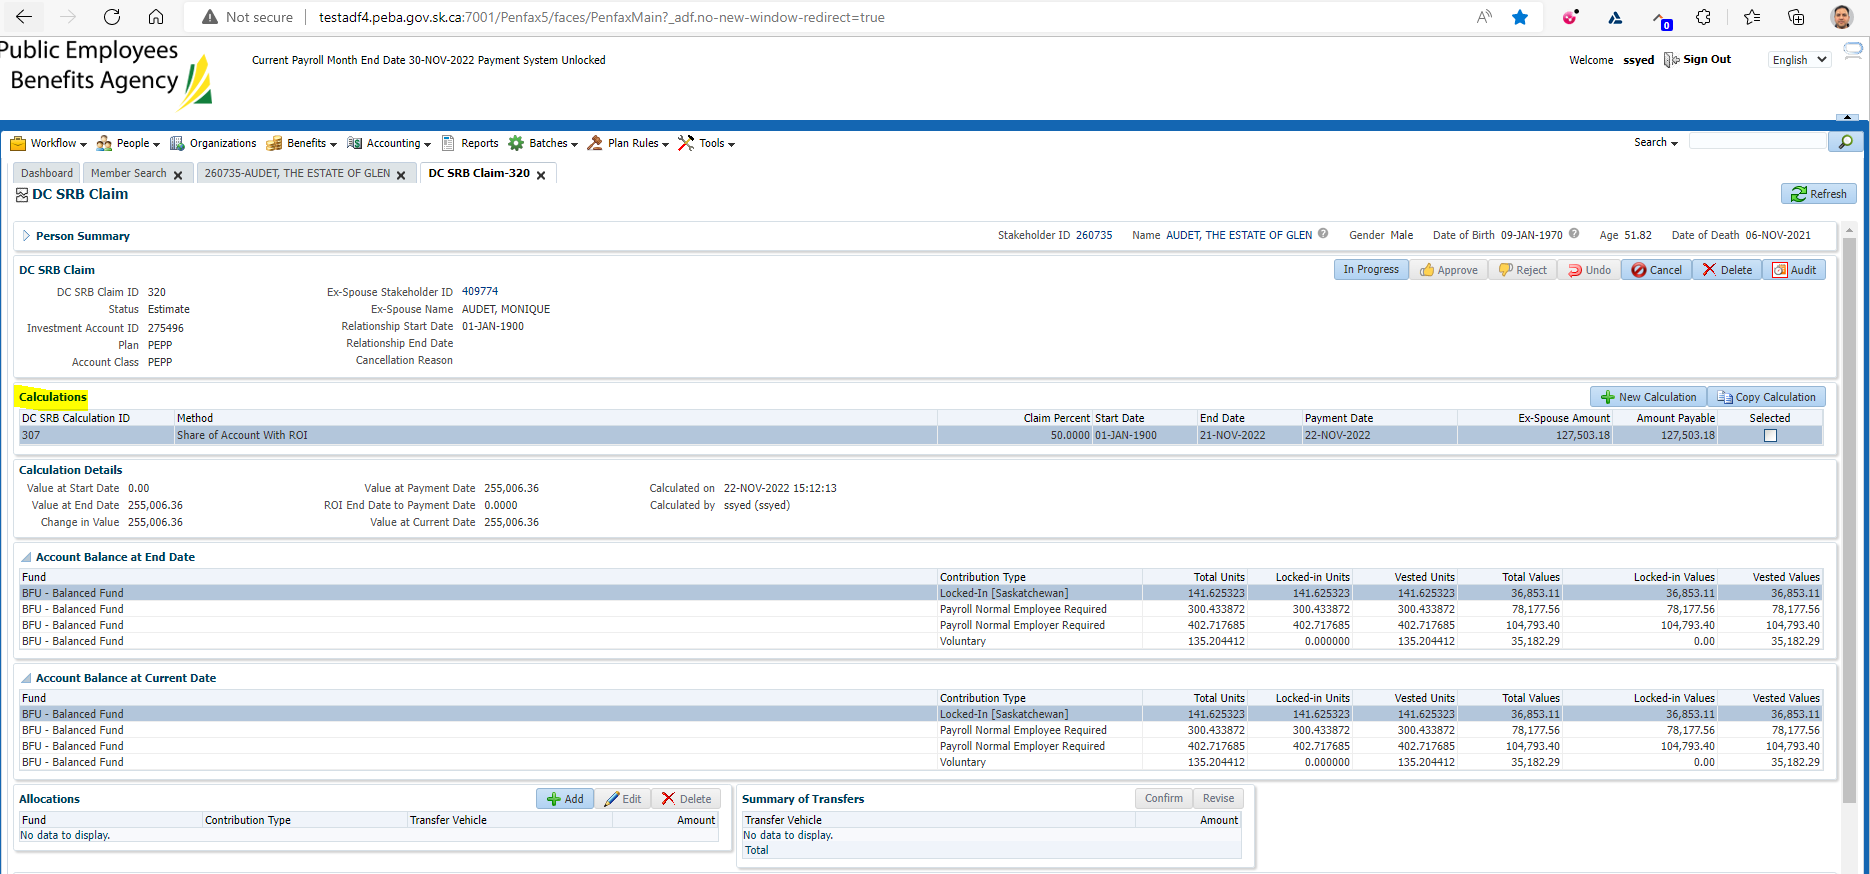 Not secure testadf4.peba.gov.sk.ca:7001/Penfax5/faces/PenfaxMain?_adf.no-new-window-redirect=true
0
Public Employees
Benefits Agency
Current Payroll Month End Date 30-NOV-2022 Payment System Unlocked
Welcome ssyed Sign Out English
Workflow People Organizations Benefits Accounting Reports Batches Plan Rules Tools Search
Dashboard Member Search 260735-AUDET, THE ESTATE OF GLEN DC SRB Claim-320
DC SRB Claim Refresh
Person Summary Stakeholder ID 260735 Name AUDET, THE ESTATE OF GLEN Gender Male Date of Birth 09-JAN-1970 Age 51.82 Date of Death 06-NOV-2021
DC SRB Claim In Progress Approve Reject Undo Cancel Delete Audit
DC SRB Claim ID 320 Ex-Spouse Stakeholder ID 409774
Status Estimate Ex-Spouse Name AUDET, MONIQUE
Investment Account ID 275496 Relationship Start Date 01-JAN-1900
Plan PEPP Relationship End Date
Account Class PEPP Cancellation Reason
Calculations New Calculation Copy Calculation
DC SRB Calculation ID Method Claim Percent Start Date End Date Payment Date Ex-Spouse Amount Amount Payable Selected
307 Share of Account With ROI 50.0000 01-JAN-1900 21-NOV-2022 22-NOV-2022 127,503.18 127,503.18
Calculation Details
Value at Start Date 0.00 Value at Payment Date 255,006.36 Calculated on 22-NOV-2022 15:12:13
Value at End Date 255,006.36 ROI End Date to Payment Date 0.0000 Calculated by ssyed (ssyed)
Change in Value 255,006.36 Value at Current Date 255,006.36
Account Balance at End Date
Fund Contribution Type Total Units Locked-in Units Vested Units Total Values Locked-in Values Vested Values
BFU - Balanced Fund Locked-In [Saskatchewan] 141.625323 141.625323 141.625323 36,853.11 36,853.11 36,853.11
BFU - Balanced Fund Payroll Normal Employee Required 300.433872 300.433872 300.433872 78,177.56 78,177.56 78,177.56
BFU - Balanced Fund Payroll Normal Employer Required 402.717685 402.717685 402.717685 104,793.40 104,793.40 104,793.40
BFU - Balanced Fund Voluntary 135.204412 0.000000 135.204412 35,182.29 0.00 35,182.29
Account Balance at Current Date
Fund Contribution Type Total Units Locked-in Units Vested Units Total Values Locked-in Values Vested Values
BFU - Balanced Fund Locked-In [Saskatchewan] 141.625323 141.625323 141.625323 36,853.11 36,853.11 36,853.11
BFU - Balanced Fund Payroll Normal Employee Required 300.433872 300.433872 300.433872 78,177.56 78,177.56 78,177.56
BFU - Balanced Fund Payroll Normal Employer Required 402.717685 402.717685 402.717685 104,793.40 104,793.40 104,793.40
BFU - Balanced Fund Voluntary 135.204412 0.000000 135.204412 35,182.29 0.00 35,182.29
Allocations Add Edit Delete Summary of Transfers Confirm Revise
Fund Contribution Type Transfer Vehicle Amount Transfer Vehicle Amount
No data to display. No data to display.
Total